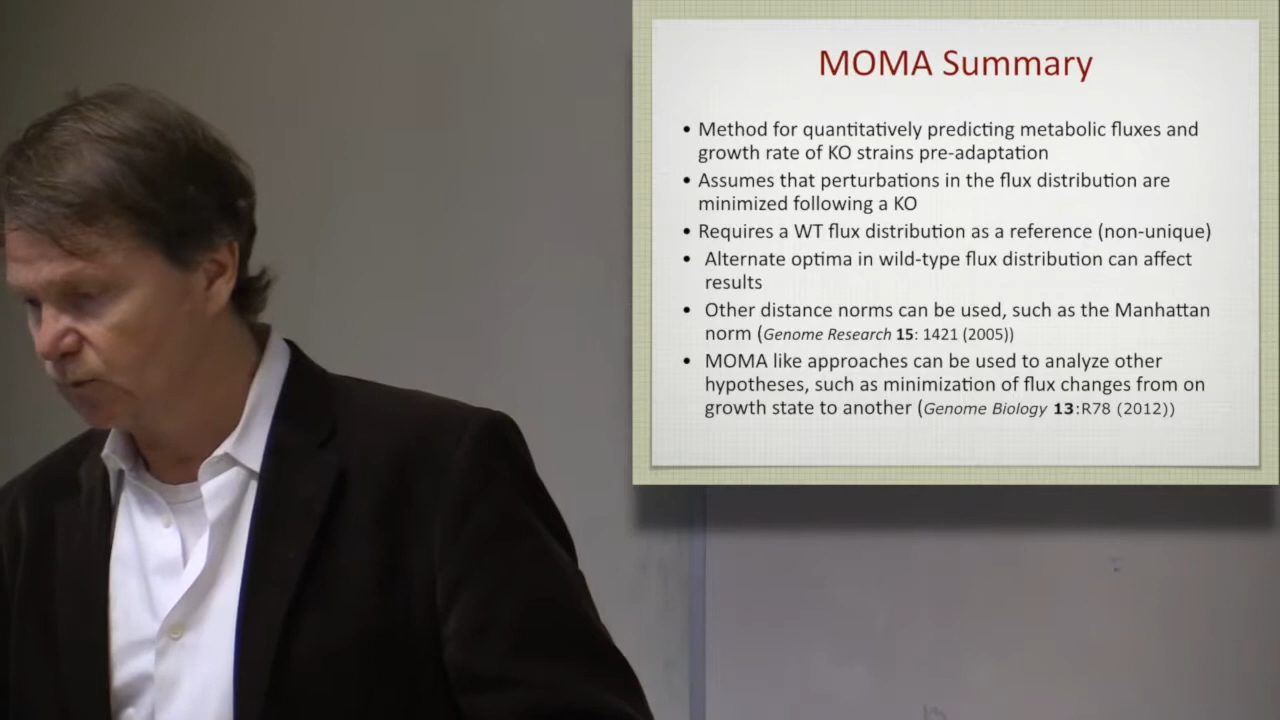 MOMA Summary
• Method for quantitatively predicting metabolic fluxes and
growth rate of KO strains pre-adaptation
• Assumes that perturbations in the flux distribution are
minimized following a KO
• Requires a WT flux distribution as a reference (non-unique)
• Alternate optima in wild-type flux distribution can affect
results
• Other distance norms can be used, such as the Manhattan
norm (Genome Research 15: 1421 (2005))
• MOMA like approaches can be used to analyze other
hypotheses, such as minimization of flux changes from on
growth state to another (Genome Biology 13:R78 (2012))